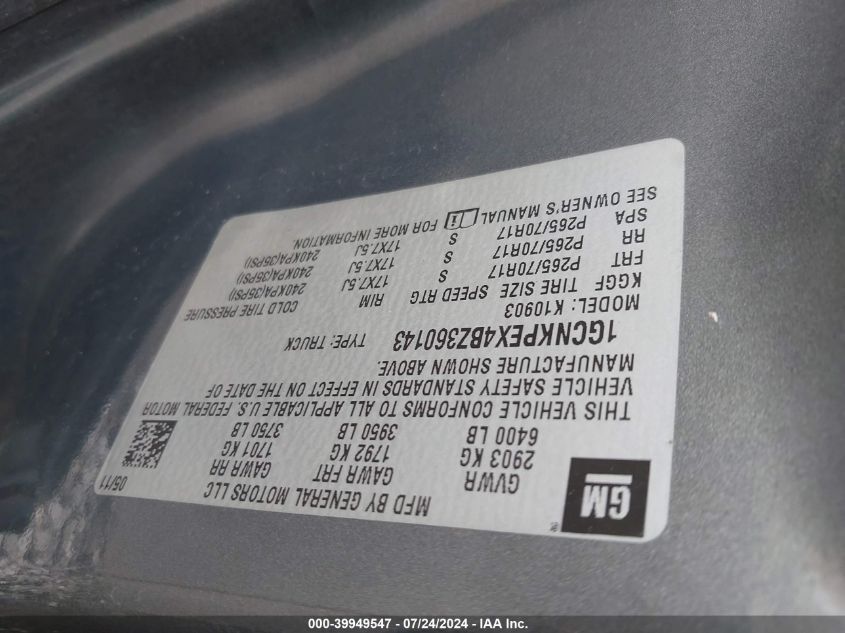 GM
®
MFD BY GENERAL MOTORS LLC 05/11
GVWR GAWR FRT GAWR RR
2903 KG 1792 KG 1701 KG
6400 LB 3950 LB 3750 LB
THIS VEHICLE CONFORMS TO ALL APPLICABLE U.S. FEDERAL MOTOR
VEHICLE SAFETY STANDARDS IN EFFECT ON THE DATE OF
MANUFACTURE SHOWN ABOVE.
1GCNKPEX4BZ360143 TYPE: TRUCK
MODEL: K10903
KGGF TIRE SIZE SPEED RTG RIM COLD TIRE PRESSURE
FRT P265/70R17 S 17X7.5J 240KPA(35PSI)
RR P265/70R17 S 17X7.5J 240KPA(35PSI)
SPA P265/70R17 S 17X7.5J 240KPA(35PSI)
SEE OWNER'S MANUAL FOR MORE INFORMATION.
000-39949547 - 07/24/2024 - IAA Inc.